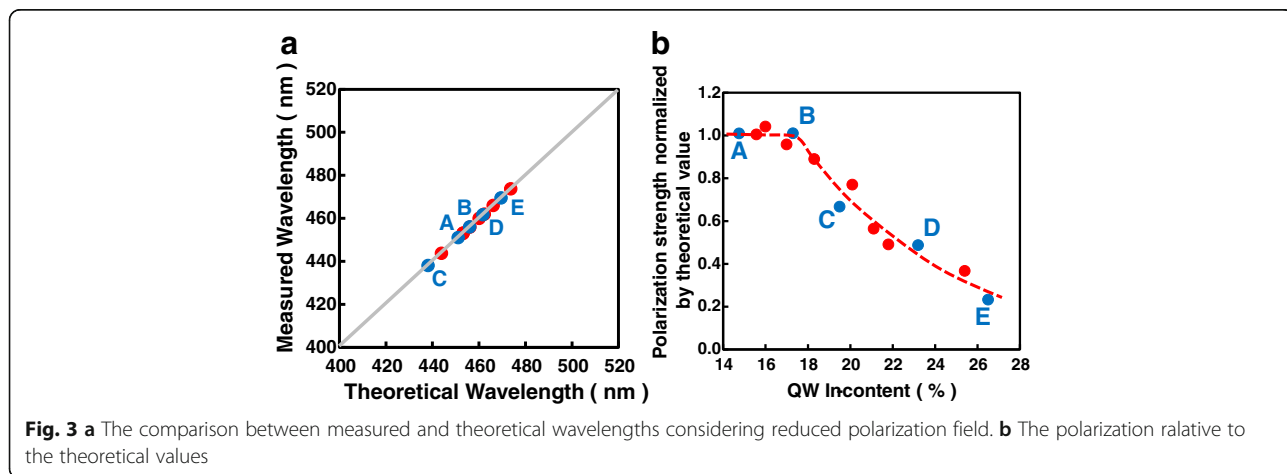 a
Measured Wavelength ( nm )
520
500
480
460
440
420
400
A
B
C
D
E
400
440
460
480
500
520
Theoretical Wavelength ( nm )
b
Polarization strength normalized
by theoretical value
1.2
1.0
0.8
0.6
0.4
0.2
0.0
A
B
C
D
E
14
16
18
20
22
24
26
28
QW In-content ( % )
Fig. 3 a The comparison between measured and theoretical wavelengths considering reduced polarization field. b The polarization ralative to
the theoretical values